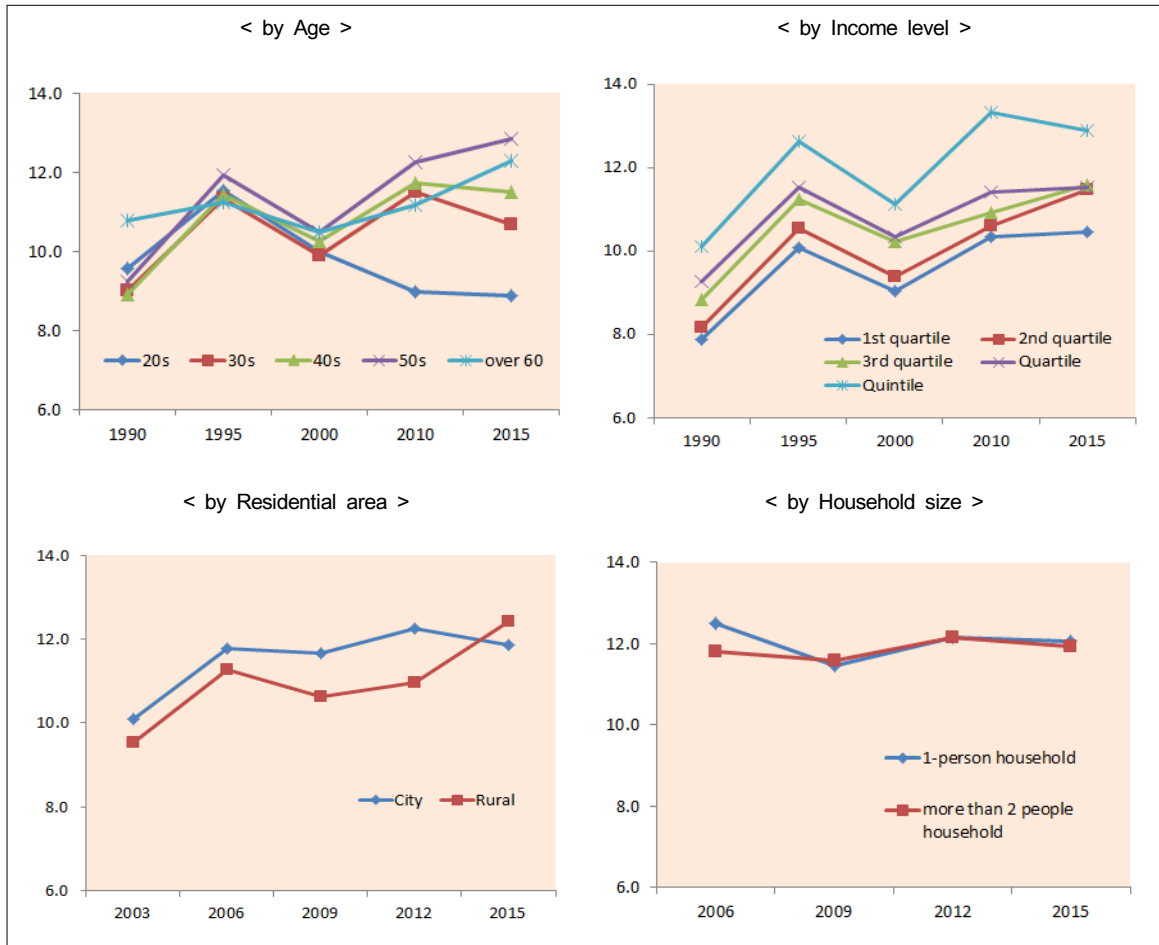 < by Age >
14.0
12.0
10.0
8.0
6.0
20s 30s 40s 50s over 60
1990 1995 2000 2010 2015
< by Income level >
14.0
12.0
10.0
8.0
6.0
1st quartile 2nd quartile
3rd quartile Quartile
Quintile
1990 1995 2000 2010 2015
< by Residential area >
14.0
12.0
10.0
8.0
6.0
City Rural
2003 2006 2009 2012 2015
< by Household size >
14.0
12.0
10.0
8.0
6.0
1-person household
more than 2 people
household
2006 2009 2012 2015